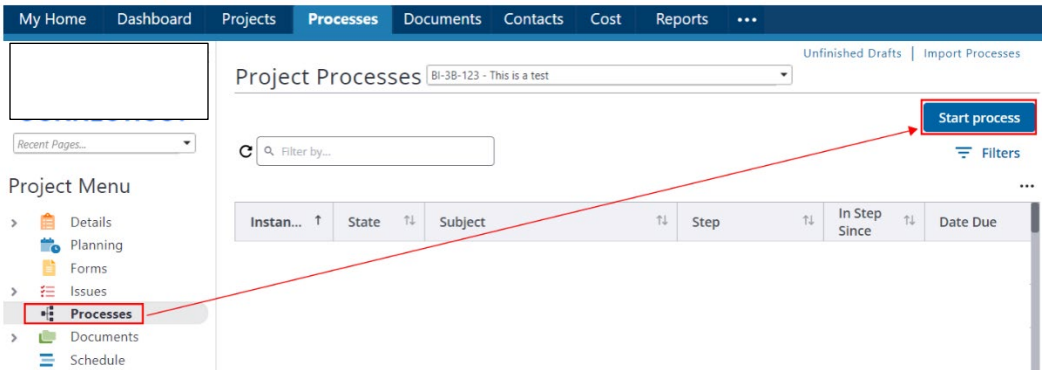 My Home Dashboard Projects Processes Documents Contacts Cost Reports •••
Unfinished Drafts | Import Processes
Project Processes BI-3B-123 - This is a test
Start process
Recent Pages...
Filter by...
Filters
Project Menu
•••
Instan... ↑ State ↑↓ Subject ↑↓ Step ↑↓ In Step Since ↑↓ Date Due
Details
Planning
Forms
Issues
Processes
Documents
Schedule